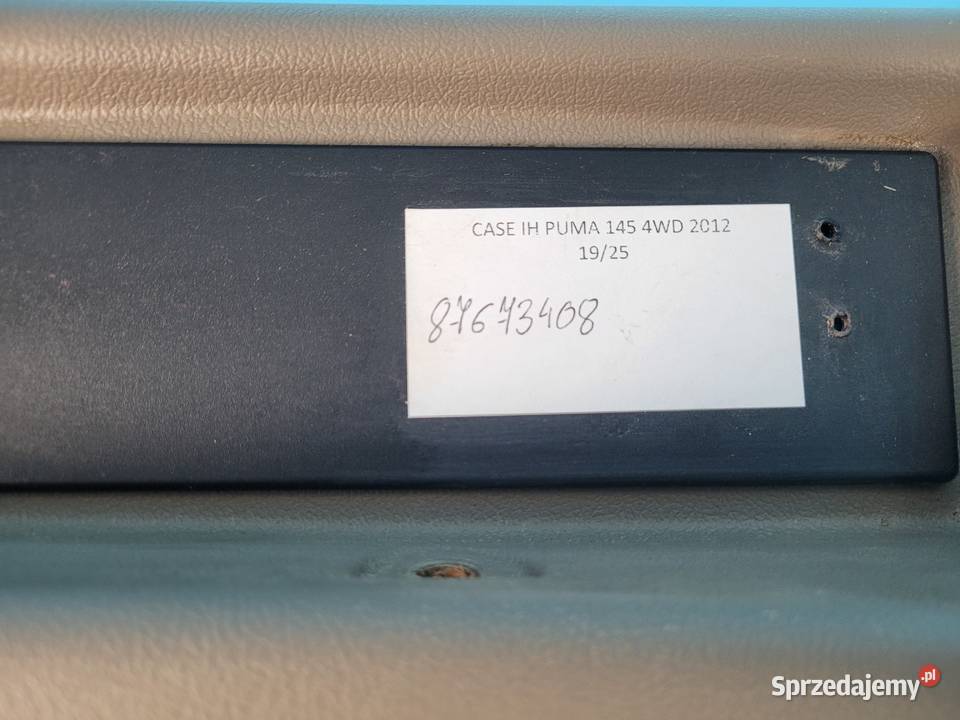 CASE IH PUMA 145 4WD 2012
19/25
87673408
Sprzedajemy.pl